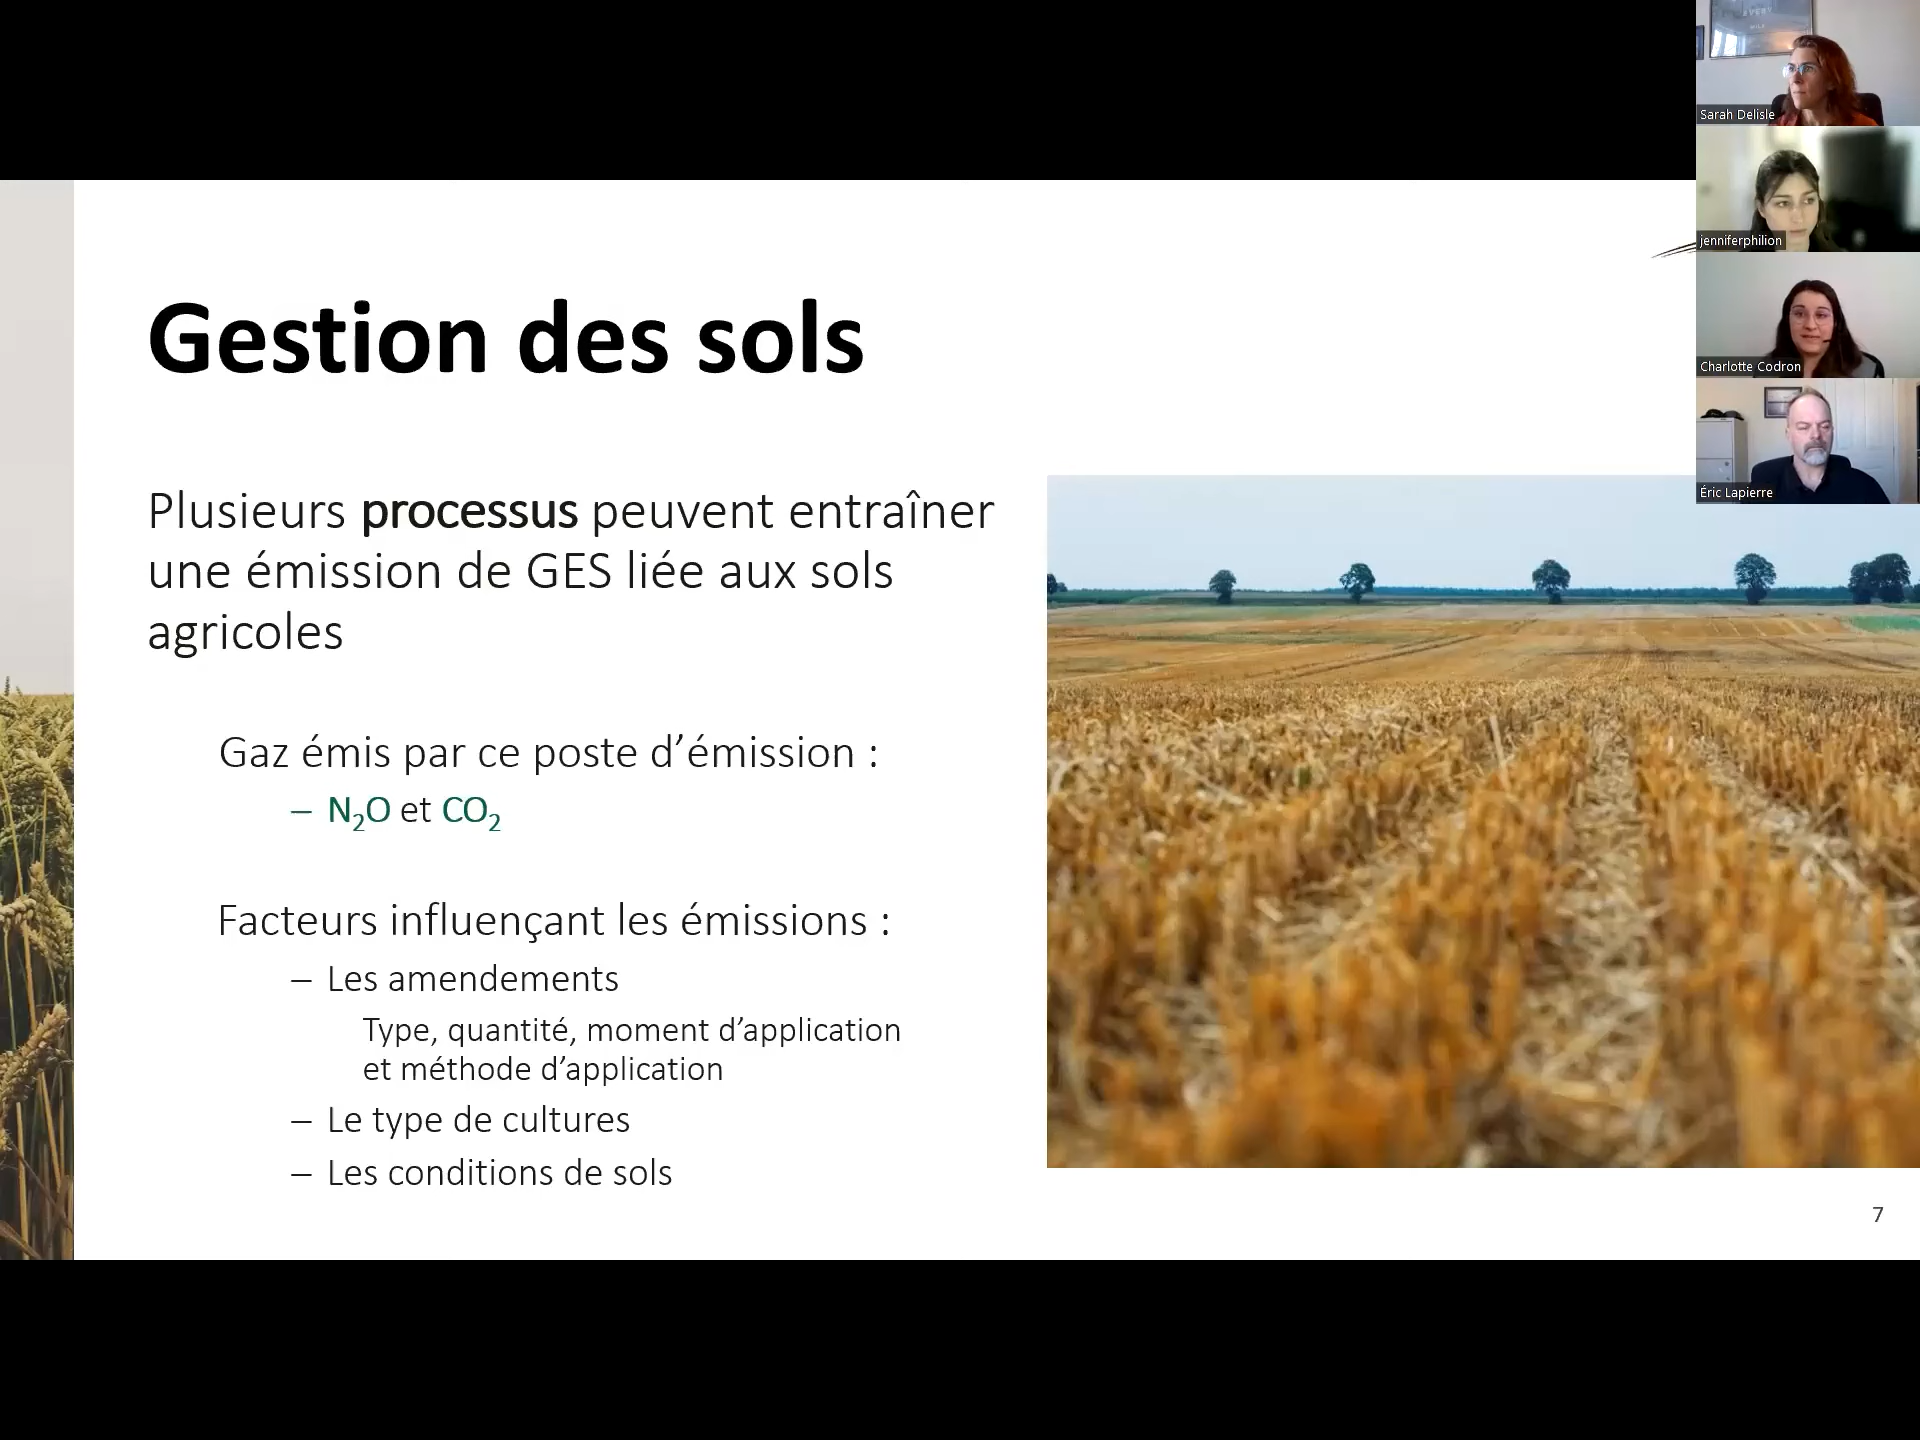 Gestion des sols
Plusieurs processus peuvent entraîner
une émission de GES liée aux sols
agricoles
Gaz émis par ce poste d’émission :
– N₂O et CO₂
Facteurs influençant les émissions :
– Les amendements
Type, quantité, moment d’application
et méthode d’application
– Le type de cultures
– Les conditions de sols
7
Sarah Delisle
jenniferphilion
Charlotte Codron
Éric Lapierre